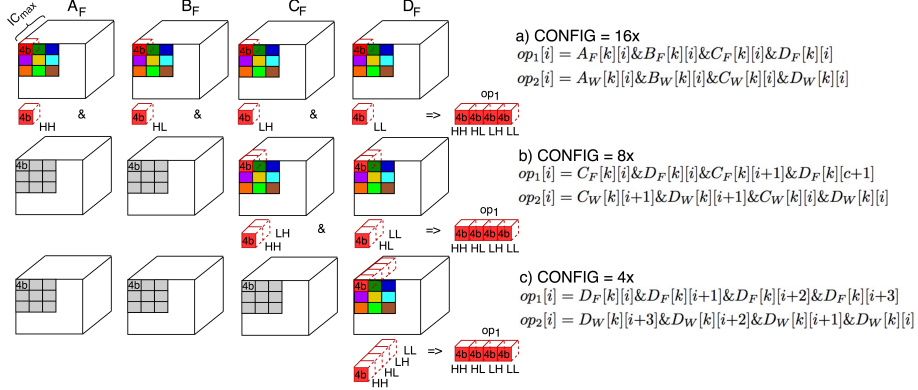 IC_max A_F B_F C_F D_F
4b 4b 4b 4b
a) CONFIG = 16x
op_1[i] = A_F[k][i]&B_F[k][i]&C_F[k][i]&D_F[k][i]
op_2[i] = A_W[k][i]&B_W[k][i]&C_W[k][i]&D_W[k][i]
op_1
4b HH & 4b HL & 4b LH & 4b LL => 4b 4b 4b 4b
HH HL LH LL
4b 4b 4b 4b
b) CONFIG = 8x
op_1[i] = C_F[k][i]&D_F[k][i]&C_F[k][i+1]&D_F[k][c+1]
op_2[i] = C_W[k][i+1]&D_W[k][i+1]&C_W[k][i]&D_W[k][i]
op_1
4b LH HH & 4b LL HL => 4b 4b 4b 4b
HH HL LH LL
4b 4b 4b 4b
c) CONFIG = 4x
op_1[i] = D_F[k][i]&D_F[k][i+1]&D_F[k][i+2]&D_F[k][i+3]
op_2[i] = D_W[k][i+3]&D_W[k][i+2]&D_W[k][i+1]&D_W[k][i]
op_1
4b LL LH HL HH => 4b 4b 4b 4b
HH HL LH LL